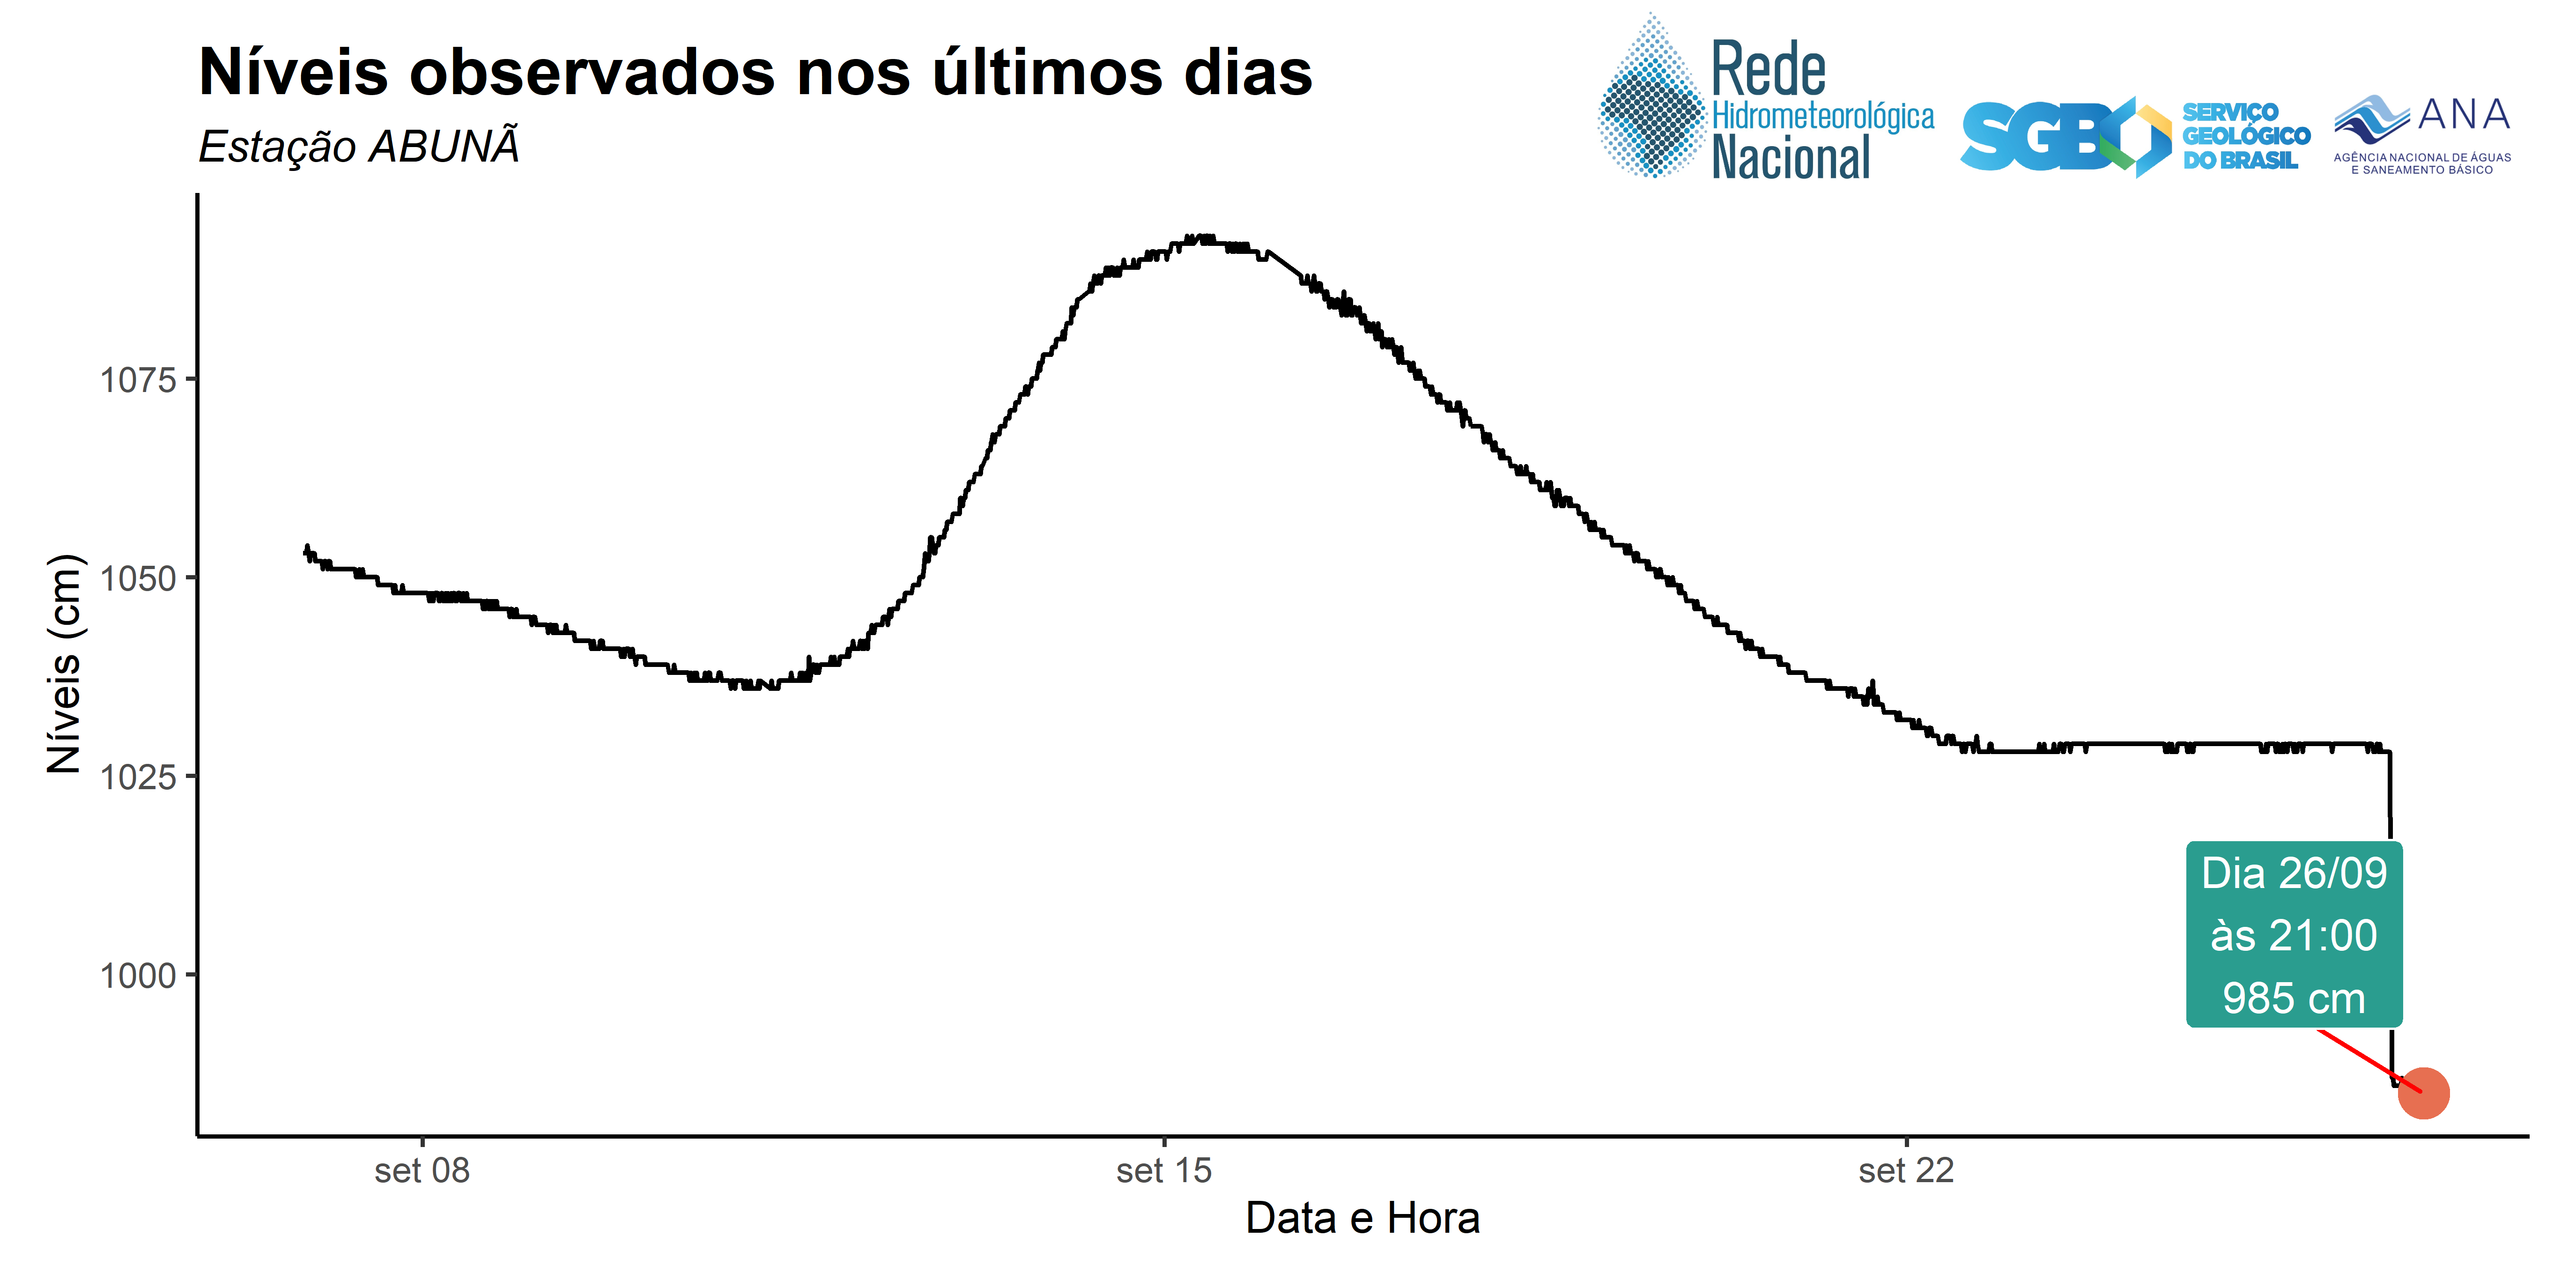 Níveis observados nos últimos dias
Estação ABUNÃ
Rede
Hidrometeorológica
Nacional
SGB
SERVIÇO
GEOLÓGICO
DO BRASIL
ANA
AGÊNCIA NACIONAL DE ÁGUAS
E SANEAMENTO BÁSICO
Níveis (cm)
1075
1050
1025
1000
Dia 26/09
às 21:00
985 cm
set 08
set 15
set 22
Data e Hora